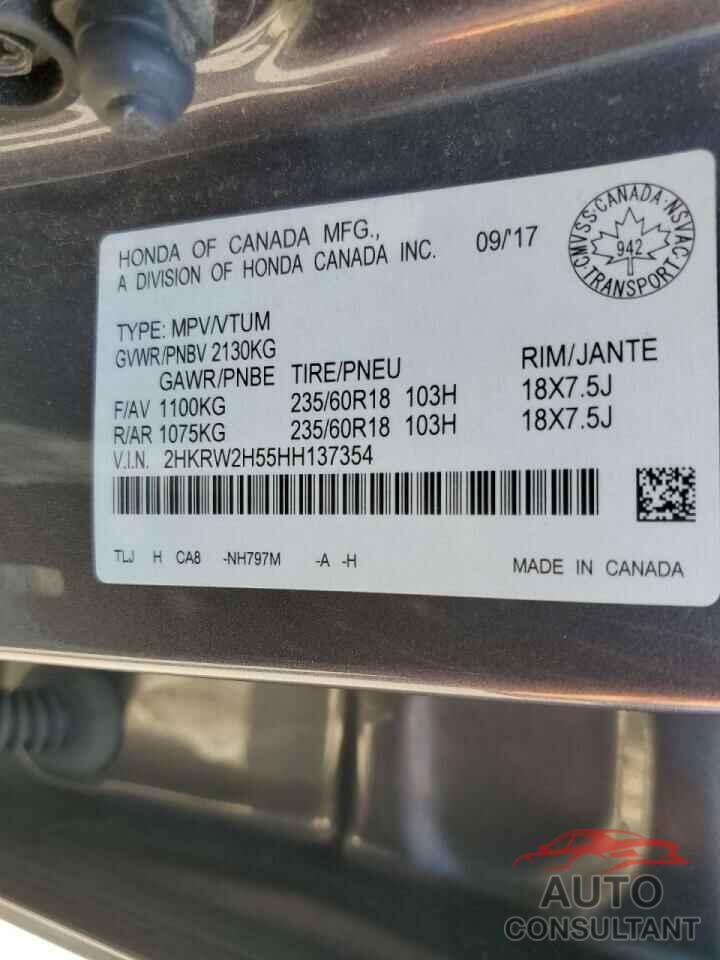 HONDA OF CANADA MFG.,
A DIVISION OF HONDA CANADA INC.
09/'17
CMVSS·CANADA·NSVAC·TRANSPORT·
942
TYPE: MPV/VTUM
GVWR/PNBV 2130KG
GAWR/PNBE TIRE/PNEU RIM/JANTE
F/AV 1100KG 235/60R18 103H 18X7.5J
R/AR 1075KG 235/60R18 103H 18X7.5J
V.I.N. 2HKRW2H55HH137354
TLJ H CA8 -NH797M -A -H
MADE IN CANADA
AUTO
CONSULTANT